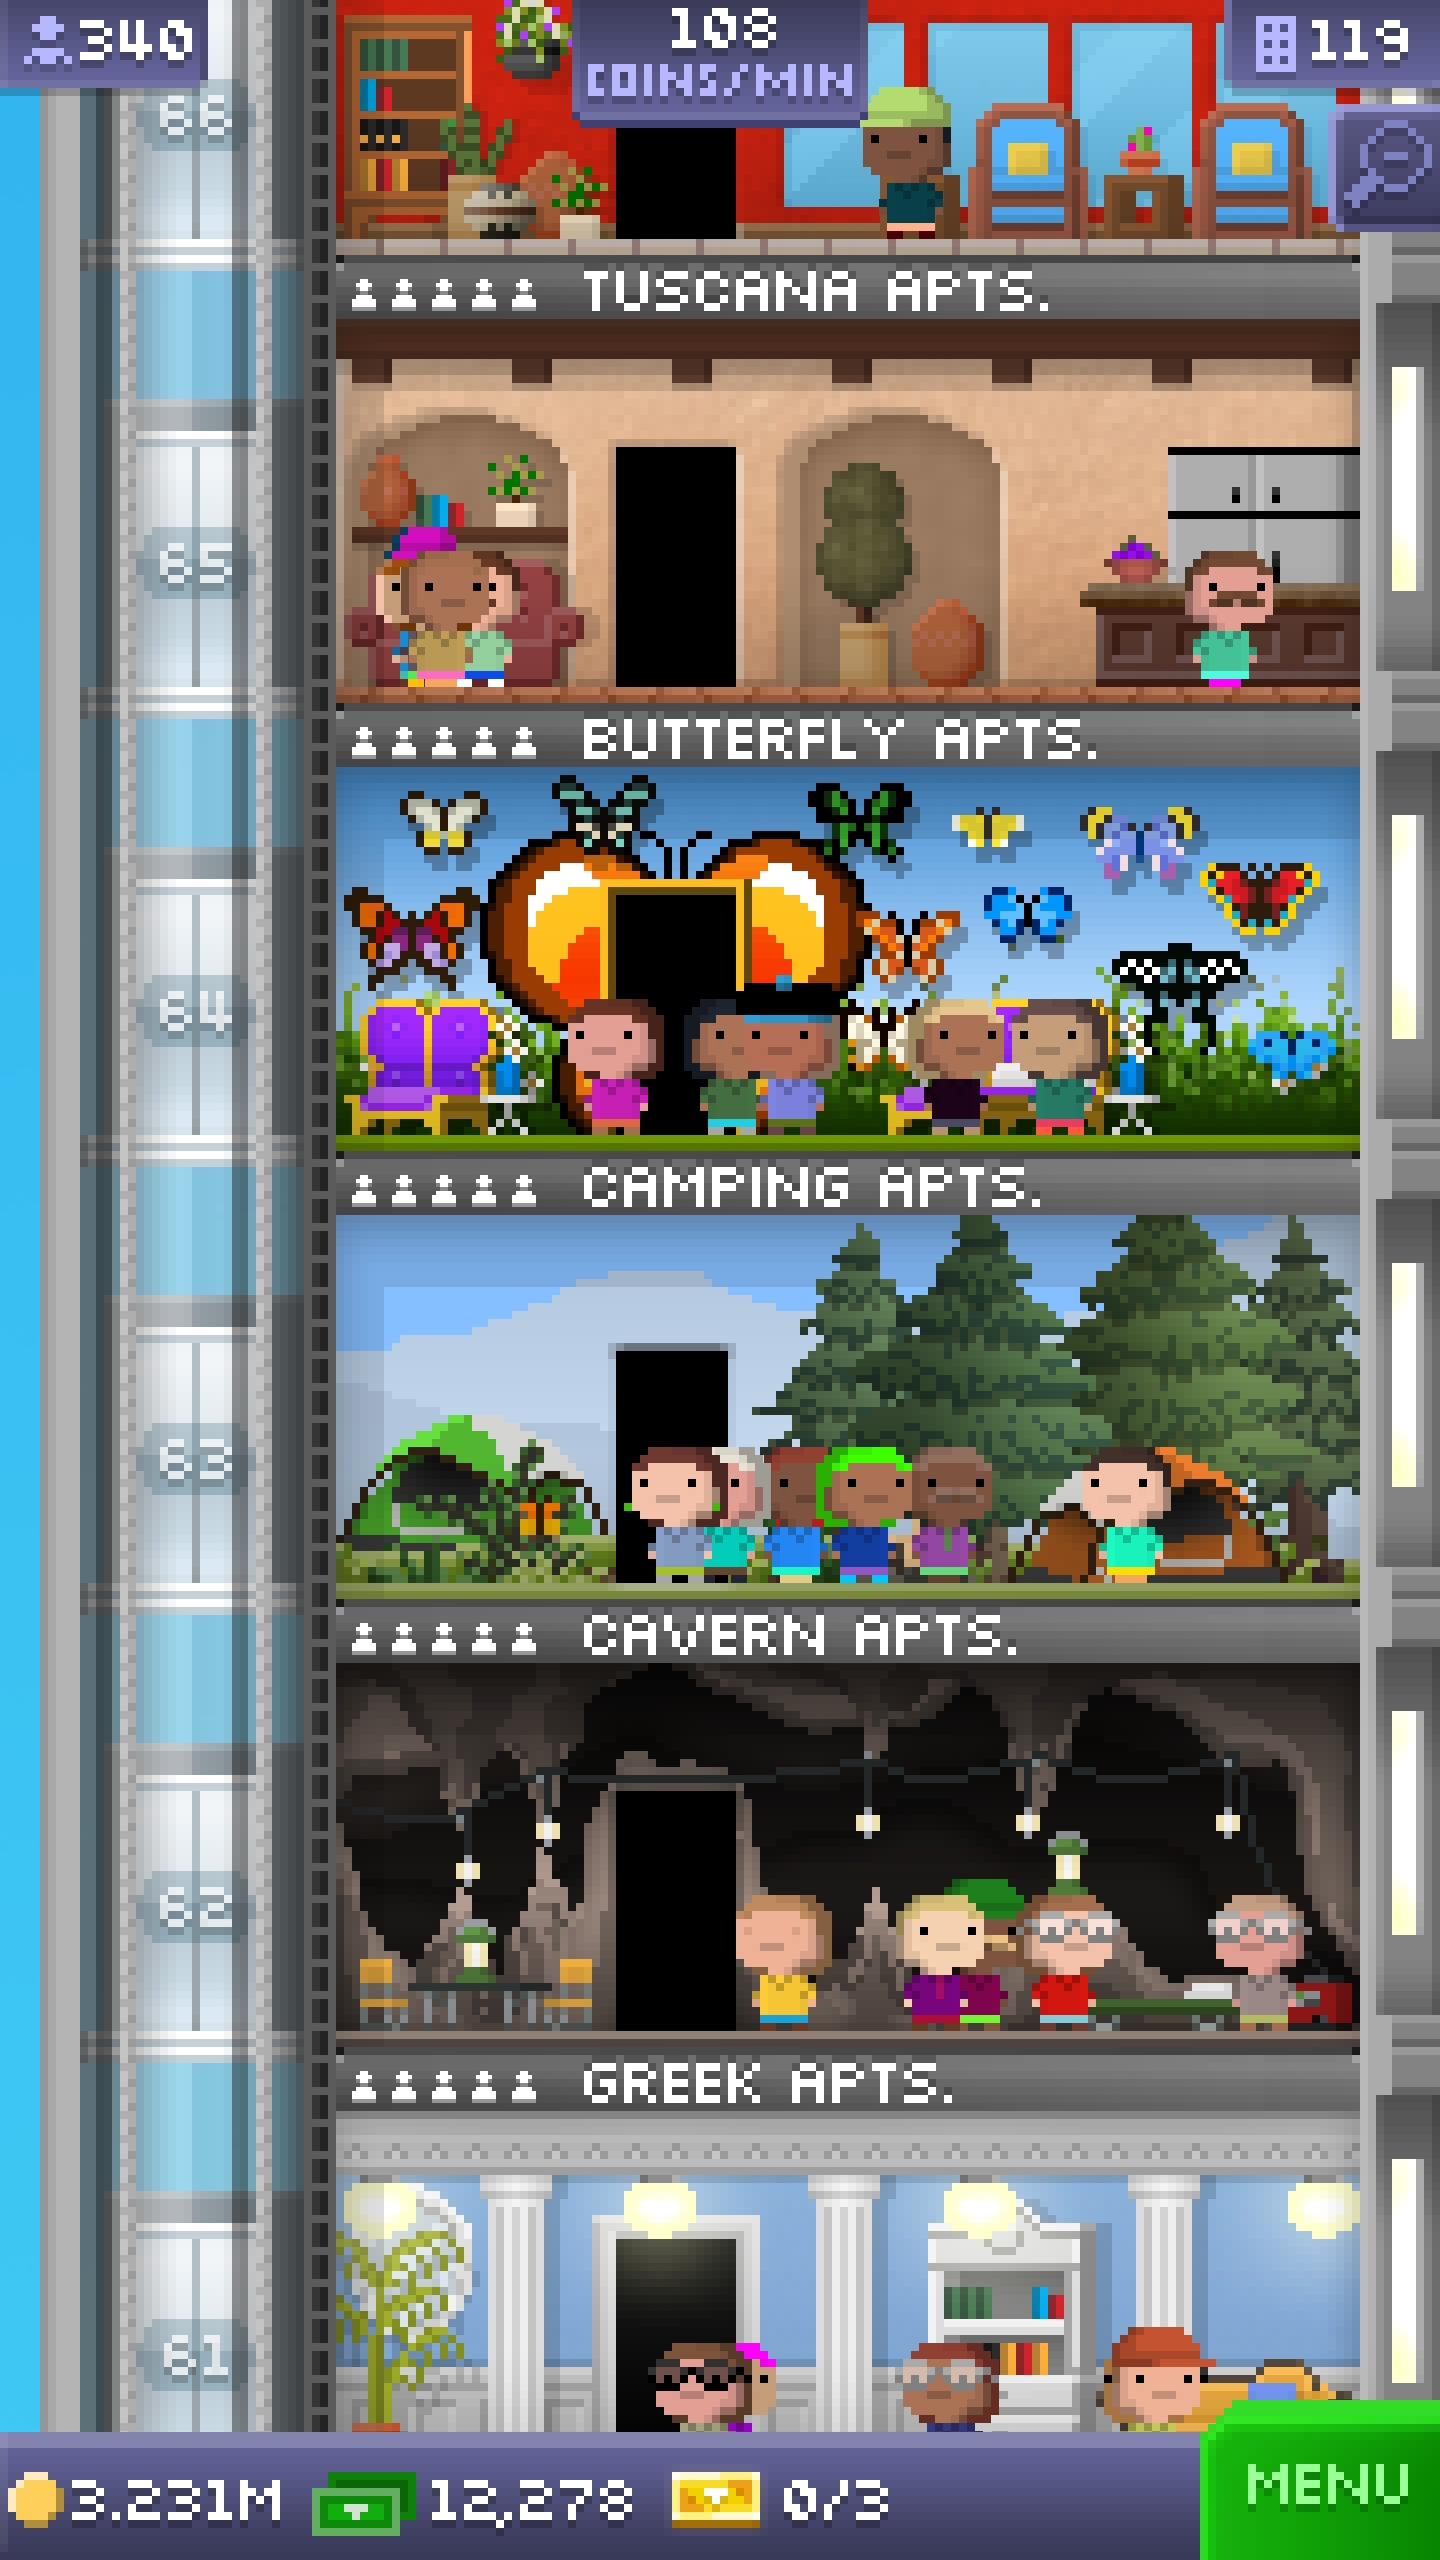 340
108
COINS/MIN
119
66
TUSCANA APTS.
65
BUTTERFLY APTS.
64
CAMPING APTS.
63
CAVERN APTS.
62
GREEK APTS.
61
3.231M 12,278 0/3
MENU